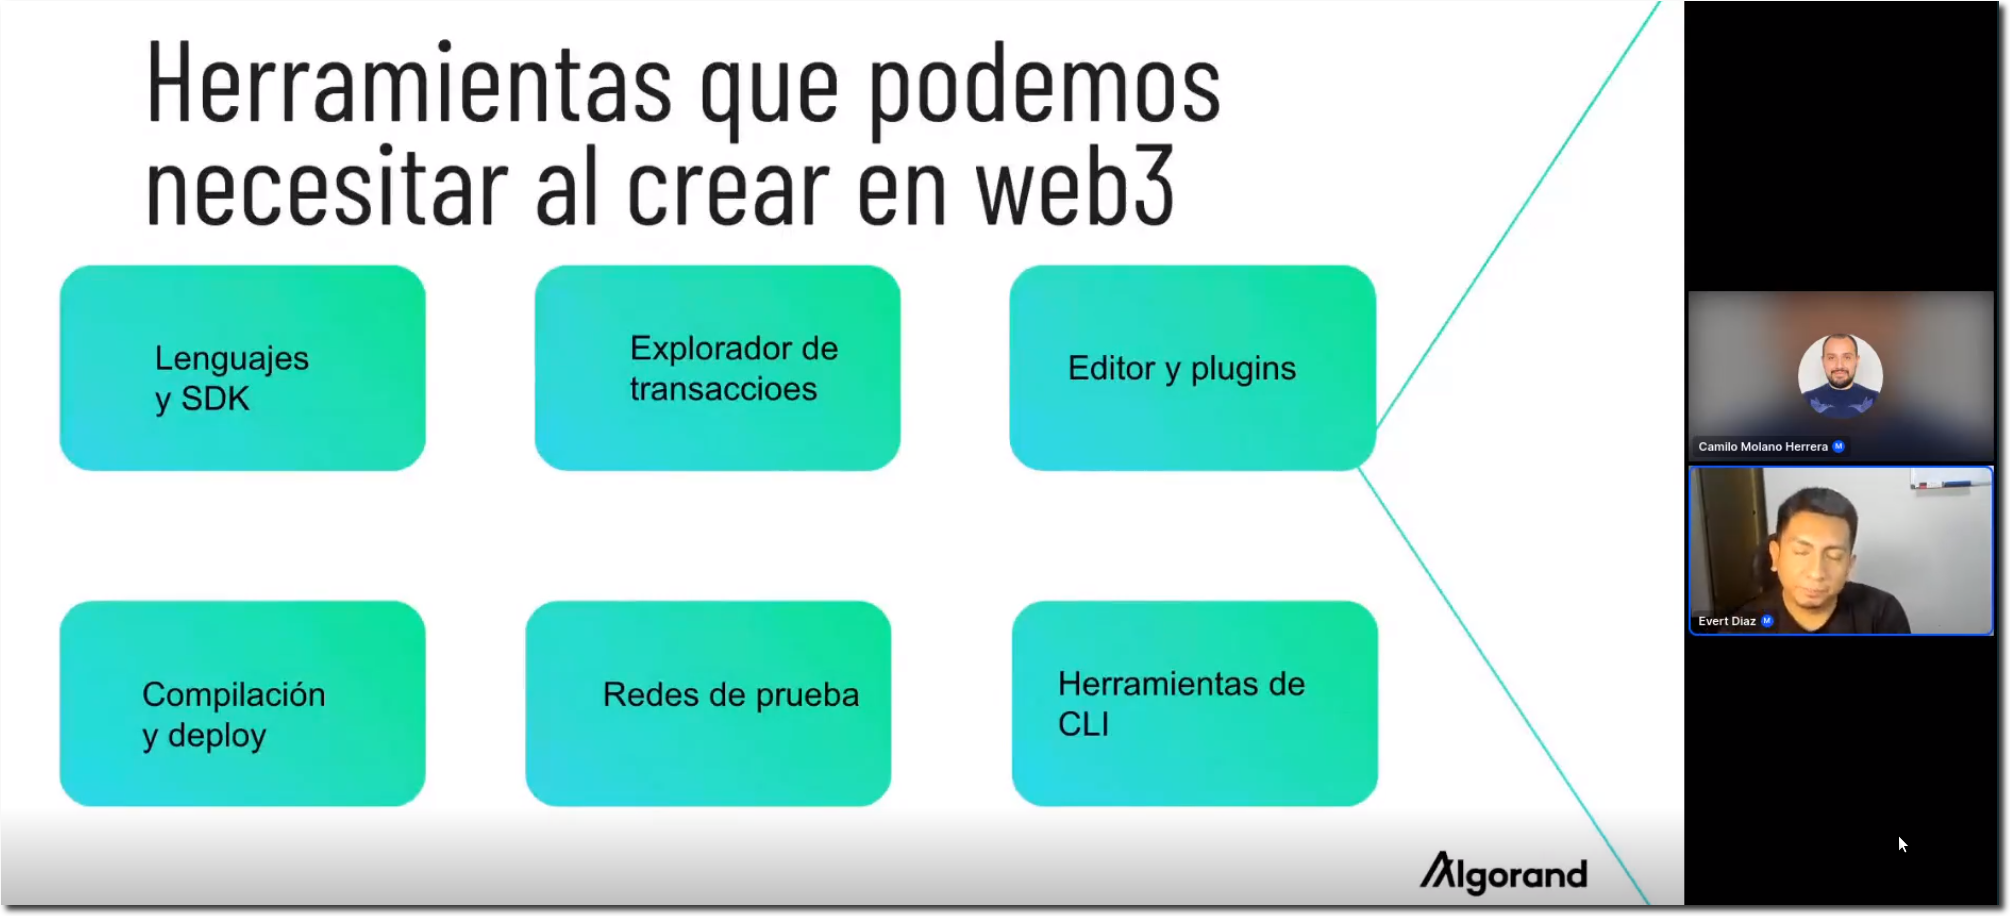 Herramientas que podemos
necesitar al crear en web3
Lenguajes
y SDK
Explorador de
transaccioes
Editor y plugins
Compilación
y deploy
Redes de prueba
Herramientas de
CLI
Algorand
Camilo Molano Herrera M
Evert Diaz M